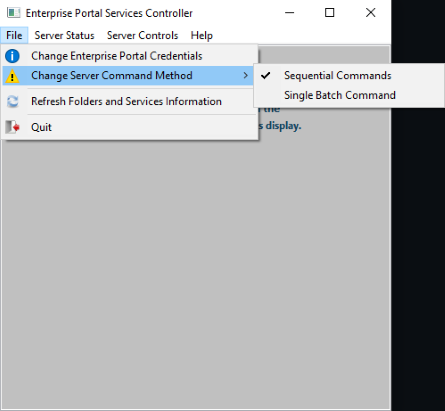 Enterprise Portal Services Controller
File Server Status Server Controls Help
Change Enterprise Portal Credentials
Change Server Command Method
Sequential Commands
Single Batch Command
Refresh Folders and Services Information
the
display.
Quit